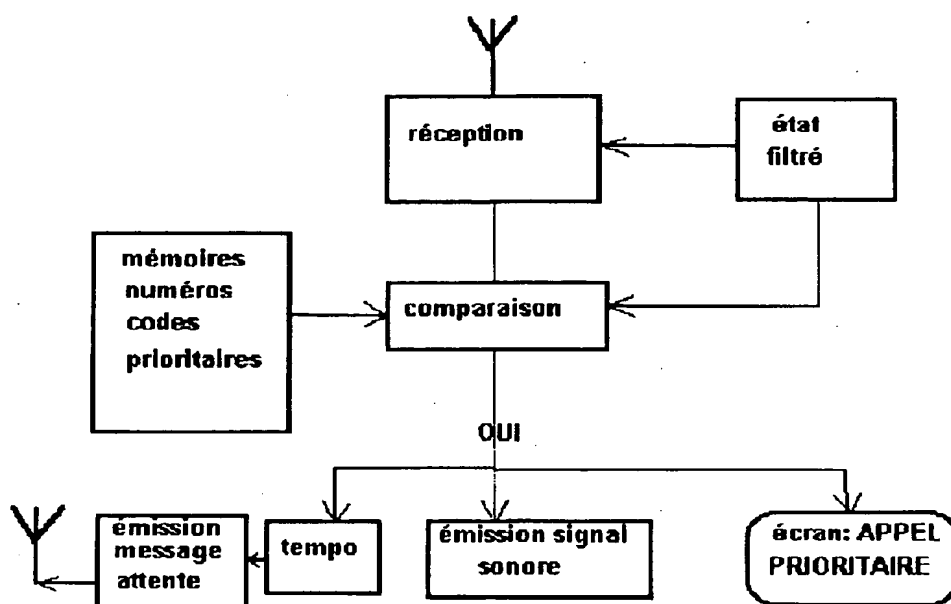 réception
état
filtré
mémoires
numéros
codes
prioritaires
comparaison
OUI
émission
message
attente
tempo
émission signal
sonore
écran: APPEL
PRIORITAIRE